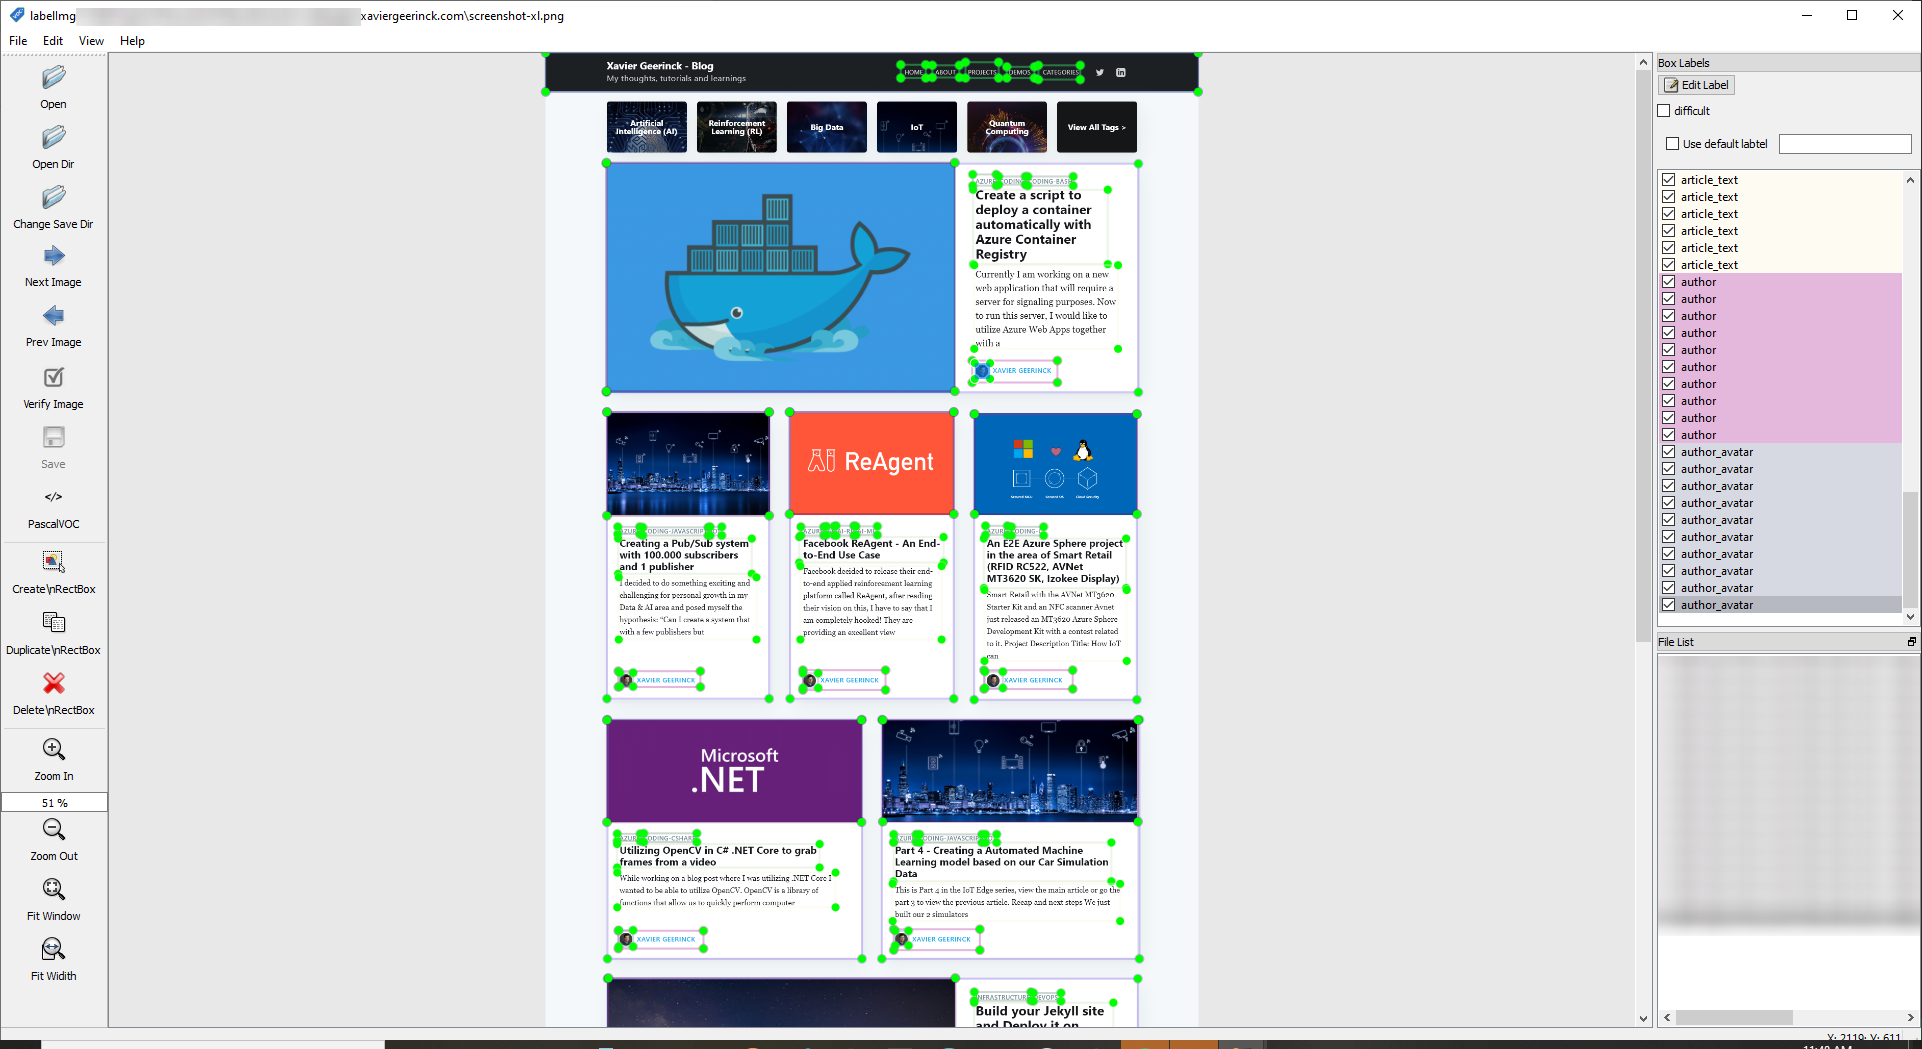 labelImg
xaviergeerinck.com\screenshot-xl.png
File Edit View Help
Open
Open Dir
Change Save Dir
Next Image
Prev Image
Verify Image
Save
</>
PascalVOC
Create\nRectBox
Duplicate\nRectBox
Delete\nRectBox
Zoom In
51 %
Zoom Out
Fit Window
Fit Width
Xavier Geerinck - Blog
My thoughts, tutorials and learnings
HOME ABOUT PROJECTS DEMOS CATEGORIES
Artificial
Intelligence (AI)
Reinforcement
Learning (RL)
Big Data
IoT
Quantum
Computing
View All Tags >
Create a script to
deploy a container
automatically with
Azure Container
Registry
Currently I am working on a new
web application that will require a
server for signaling purposes. Now
to run this server, I would like to
utilize Azure Web Apps together
with a
XAVIER GEERINCK
CODING-JAVASCRIPT
Creating a Pub/Sub system
with 100.000 subscribers
and 1 publisher
I decided to do something exciting and
challenging for personal growth in my
Data & AI area and posed myself the
hypothesis: "Can I create a system that
with a few publishers but
XAVIER GEERINCK
ReAgent
Facebook ReAgent - An End-
to-End Use Case
Facebook decided to release their end-
to-end applied reinforcement learning
platform called ReAgent, after reading
their vision on this, I have to say that I
am completely hooked! They are
providing an excellent view
XAVIER GEERINCK
Secured MCU
Secured OS
Cloud Security
An E2E Azure Sphere project
in the area of Smart Retail
(RFID RC522, AVNet
MT3620 SK, Izokee Display)
Smart Retail with the AVNet MT3620
Starter Kit and an NFC scanner Avnet
just released an MT3620 Azure Sphere
Development Kit with a contest related
to it. Project Description Title: How IoT
can
XAVIER GEERINCK
Microsoft
.NET
Utilizing OpenCV in C# .NET Core to grab
frames from a video
While working on a blog post where I was utilizing .NET Core I
wanted to be able to utilize OpenCV. OpenCV is a library of
functions that allow us to quickly perform computer
XAVIER GEERINCK
Part 4 - Creating a Automated Machine
Learning model based on our Car Simulation
Data
This is Part 4 in the IoT Edge series, view the main article or go the
part 3 to view the previous article. Recap and next steps We just
built our 2 simulators
XAVIER GEERINCK
Build your Jekyll site
and Deploy it on
Box Labels
Edit Label
difficult
Use default labtel
article_text
article_text
article_text
article_text
article_text
article_text
author
author
author
author
author
author
author
author
author
author
author_avatar
author_avatar
author_avatar
author_avatar
author_avatar
author_avatar
author_avatar
author_avatar
author_avatar
author_avatar
File List
X: 2119; Y: 611
11:40 AM